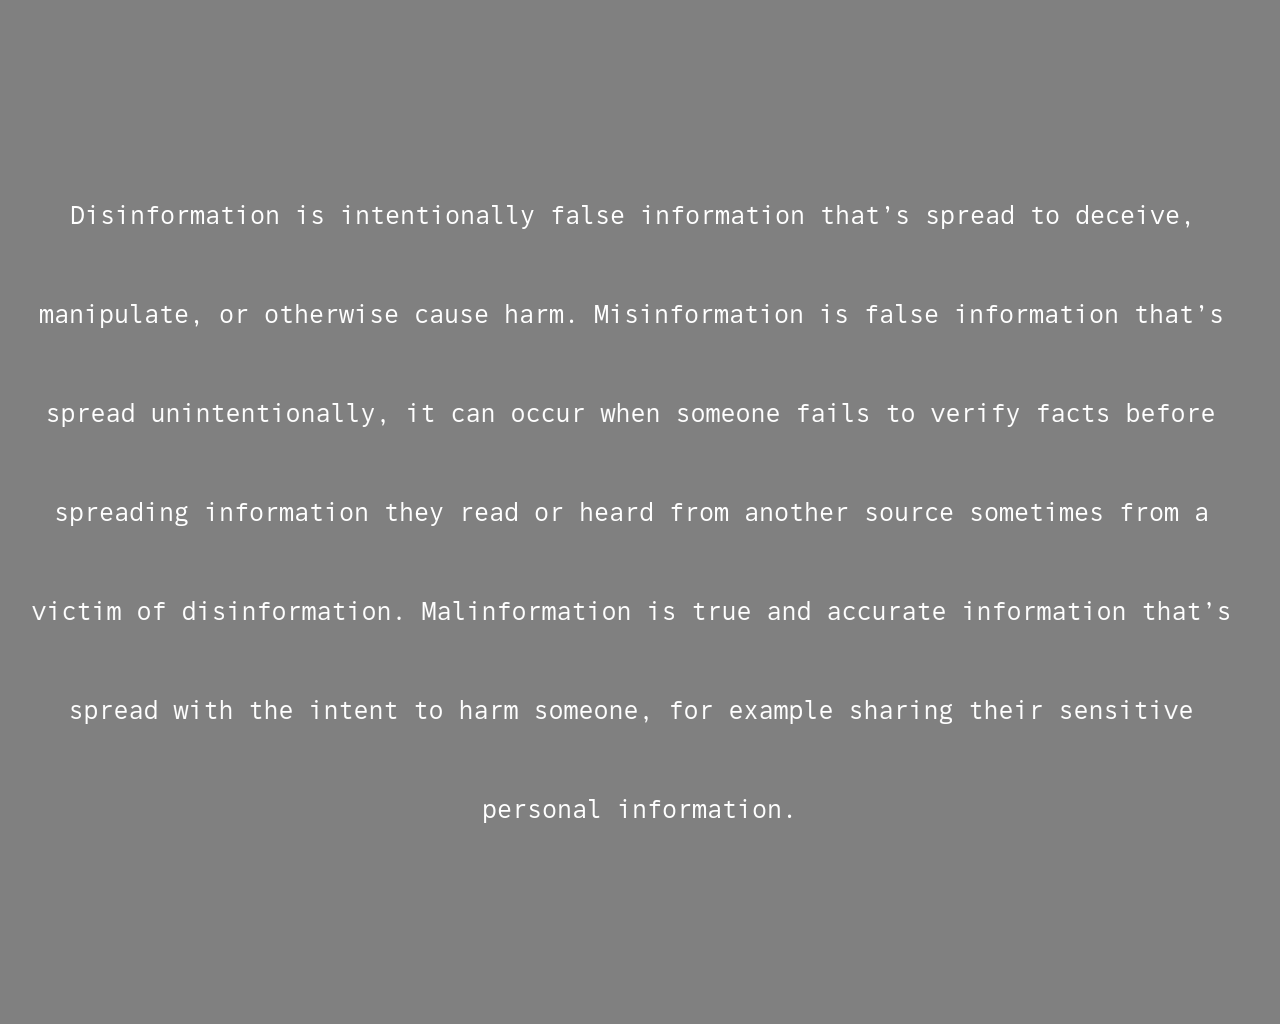 Disinformation is intentionally false information that’s spread to deceive,
manipulate, or otherwise cause harm. Misinformation is false information that’s
spread unintentionally, it can occur when someone fails to verify facts before
spreading information they read or heard from another source sometimes from a
victim of disinformation. Malinformation is true and accurate information that’s
spread with the intent to harm someone, for example sharing their sensitive
personal information.